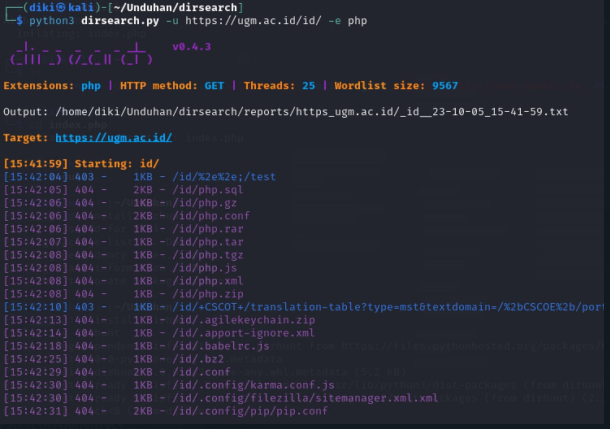 ┌──(diki㉿kali)-[~/Unduhan/dirsearch]
└─$ python3 dirsearch.py -u https://ugm.ac.id/id/ -e php
v0.4.3
Extensions: php | HTTP method: GET | Threads: 25 | Wordlist size: 9567
Output: /home/diki/Unduhan/dirsearch/reports/https_ugm.ac.id/_id__23-10-05_15-41-59.txt
Target: https://ugm.ac.id/
[15:41:59] Starting: id/
[15:42:04] 403 - 1KB - /id/%2e%2e;/test
[15:42:05] 404 - 2KB - /id/php.sql
[15:42:06] 404 - 1KB - /id/php.gz
[15:42:06] 404 - 2KB - /id/php.conf
[15:42:06] 404 - 1KB - /id/php.rar
[15:42:07] 404 - 1KB - /id/php.tar
[15:42:08] 404 - 1KB - /id/php.tgz
[15:42:08] 404 - 1KB - /id/php.js
[15:42:08] 404 - 1KB - /id/php.xml
[15:42:08] 404 - 1KB - /id/php.zip
[15:42:10] 403 - 1KB - /id/+CSCOT+/translation-table?type=mst&textdomain=/%2bCSCOE%2b/por
[15:42:13] 404 - 1KB - /id/.agilekeychain.zip
[15:42:14] 404 - 1KB - /id/.apport-ignore.xml
[15:42:18] 404 - 1KB - /id/.babelrc.js
[15:42:25] 404 - 1KB - /id/.bz2
[15:42:29] 404 - 2KB - /id/.conf
[15:42:30] 404 - 1KB - /id/.config/karma.conf.js
[15:42:30] 404 - 1KB - /id/.config/filezilla/sitemanager.xml.xml
[15:42:31] 404 - 2KB - /id/.config/pip/pip.conf